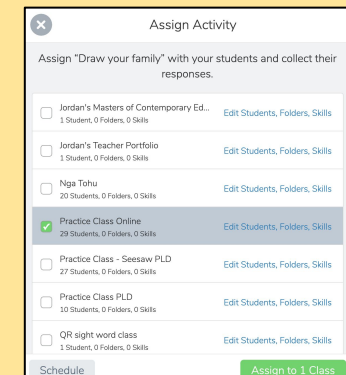 Assign Activity
Assign "Draw your family" with your students and collect their
responses.
Jordan's Masters of Contemporary Ed...
1 Student, 0 Folders, 0 Skills
Edit Students, Folders, Skills
Jordan's Teacher Portfolio
1 Student, 0 Folders, 0 Skills
Edit Students, Folders, Skills
Nga Tohu
20 Students, 0 Folders, 0 Skills
Edit Students, Folders, Skills
Practice Class Online
29 Students, 0 Folders, 0 Skills
Edit Students, Folders, Skills
Practice Class - Seesaw PLD
27 Students, 0 Folders, 0 Skills
Edit Students, Folders, Skills
Practice Class PLD
10 Students, 0 Folders, 0 Skills
Edit Students, Folders, Skills
QR sight word class
1 Student, 0 Folders, 0 Skills
Edit Students, Folders, Skills
Schedule
Assign to 1 Class